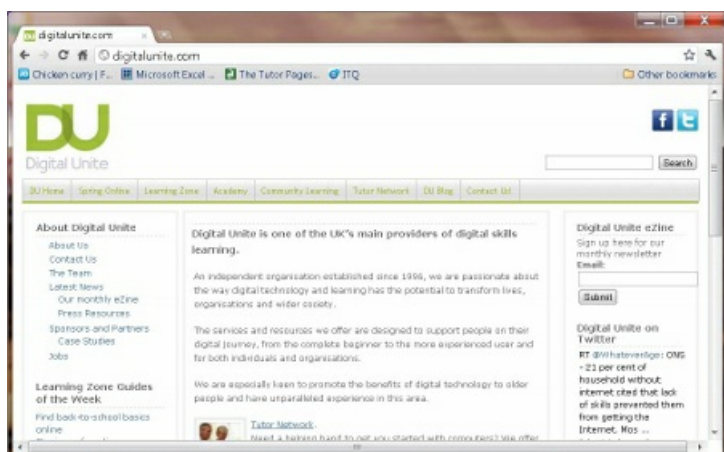 digitalunite.com
digitalunite.com
Chicken curry | F...
Microsoft Excel ...
The Tutor Pages...
ITQ
Other bookmarks
DU
Digital Unite
Search
DU Home
Spring Online
Learning Zone
Academy
Community Learning
Tutor Network
DU Blog
Contact Us
About Digital Unite
About Us
Contact Us
The Team
Latest News
Our monthly eZine
Press Resources
Sponsors and Partners
Case Studies
Jobs
Learning Zone Guides
of the Week
Find back-to-school basics
online
Digital Unite is one of the UK's main providers of digital skills
learning.
An independent organisation established since 1996, we are passionate about
the way digital technology and learning has the potential to transform lives,
organisations and wider society.
The services and resources we offer are designed to support people on their
digital journey, from the complete beginner to the more experienced user and
for both individuals and organisations.
We are especially keen to promote the benefits of digital technology to older
people and have unparalleled experience in this area.
Tutor Network.
Need a helping hand to get you started with computers? We offer
Digital Unite eZine
Sign up here for our
monthly newsletter
Email:
Submit
Digital Unite on
Twitter
RT @WhateverAge: ONS
- 21 per cent of
household without
internet cited that lack
of skills prevented them
from getting the
Internet. Mos ...